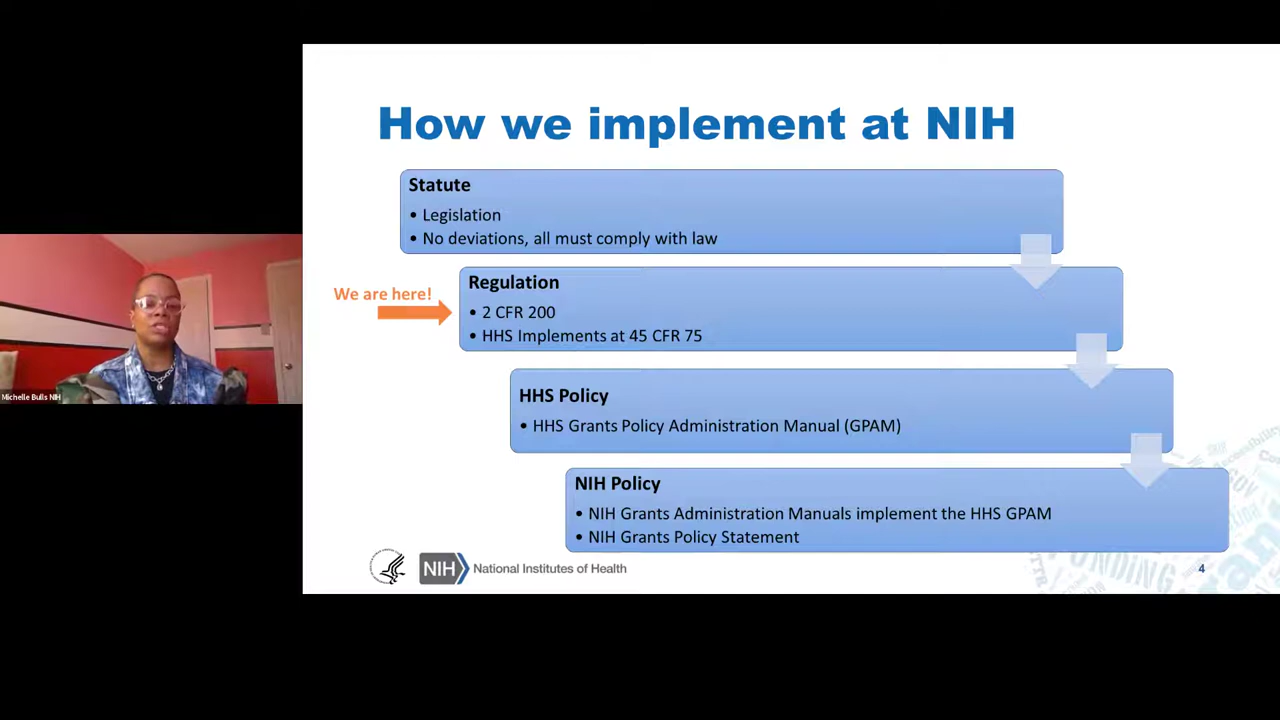 How we implement at NIH
Statute
• Legislation
• No deviations, all must comply with law
We are here!
Regulation
• 2 CFR 200
• HHS Implements at 45 CFR 75
HHS Policy
• HHS Grants Policy Administration Manual (GPAM)
NIH Policy
• NIH Grants Administration Manuals implement the HHS GPAM
• NIH Grants Policy Statement
Michelle Bulls NIH
NIH National Institutes of Health
4
FUNDING